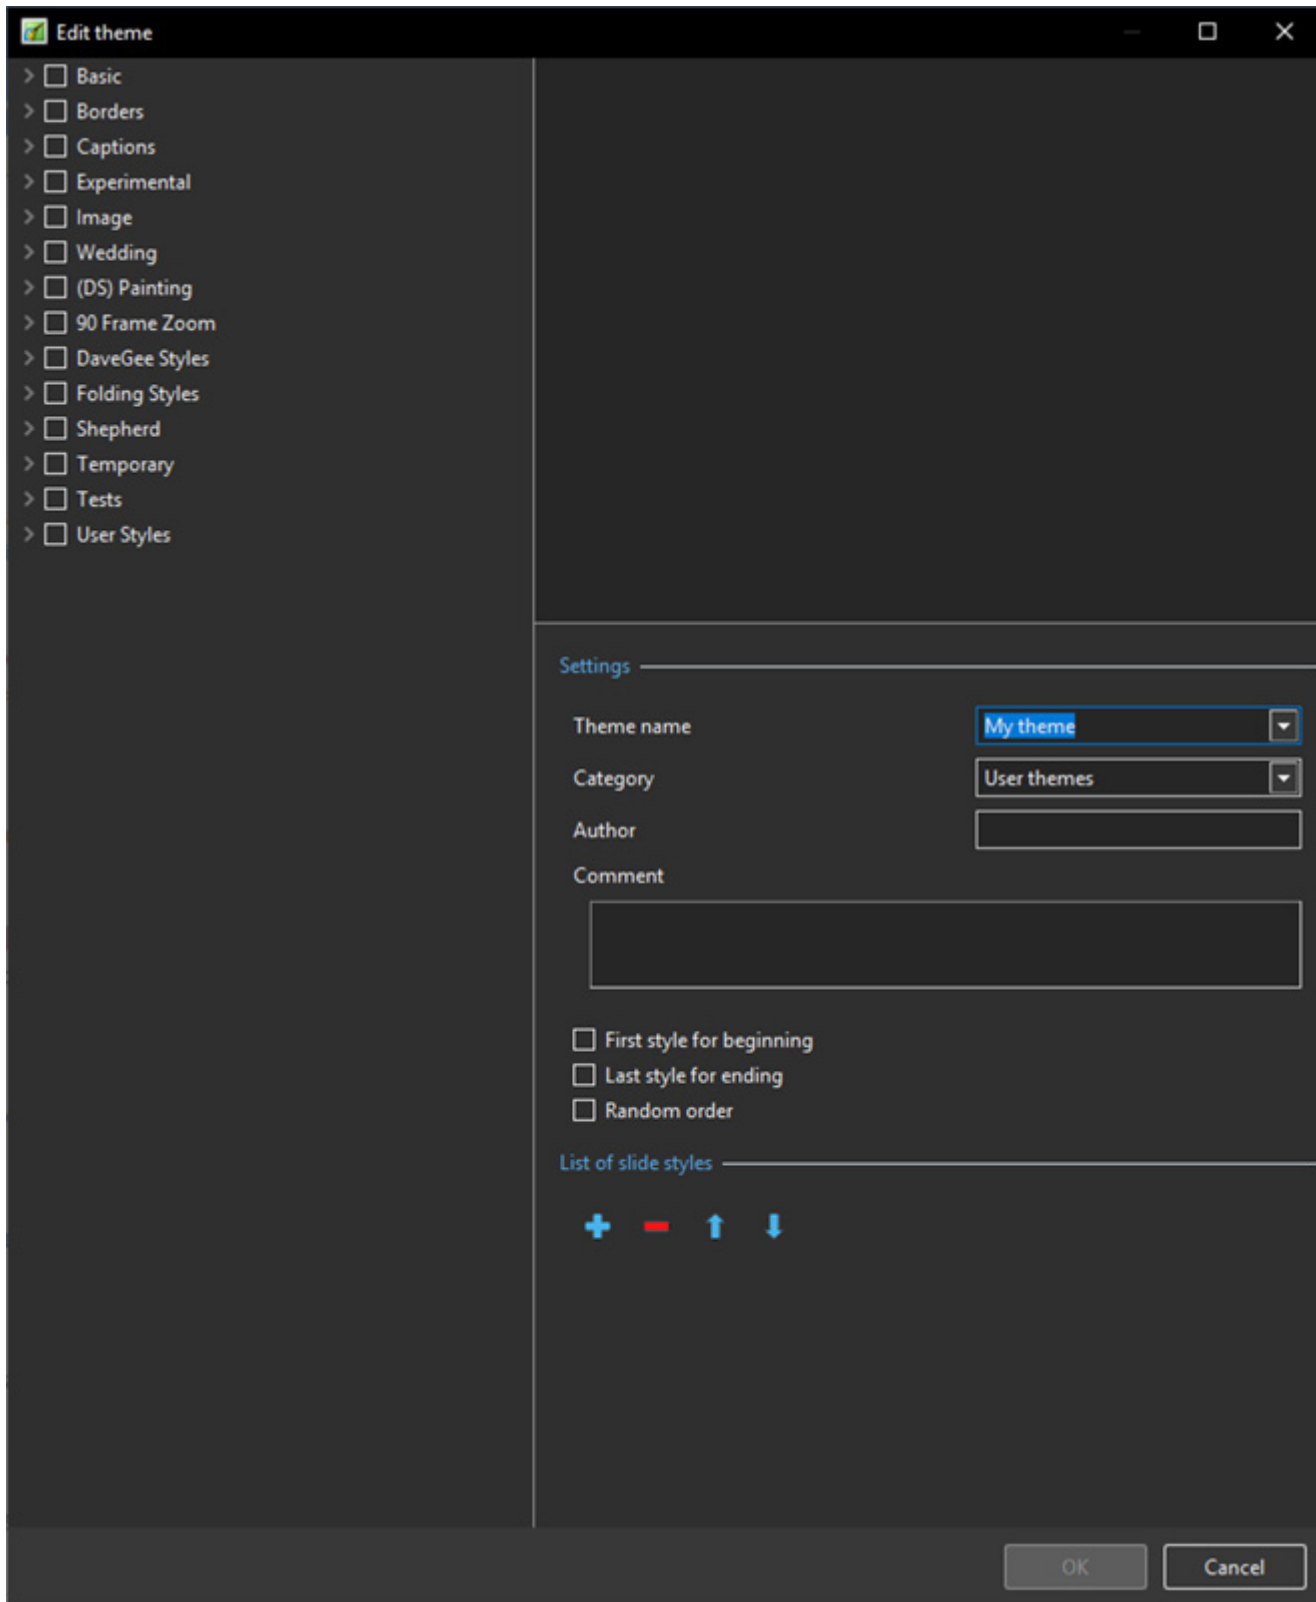 Edit theme
Basic
Borders
Captions
Experimental
Image
Wedding
(DS) Painting
90 Frame Zoom
DaveGee Styles
Folding Styles
Shepherd
Temporary
Tests
User Styles
Settings
Theme name My theme
Category User themes
Author
Comment
First style for beginning
Last style for ending
Random order
List of slide styles
OK Cancel